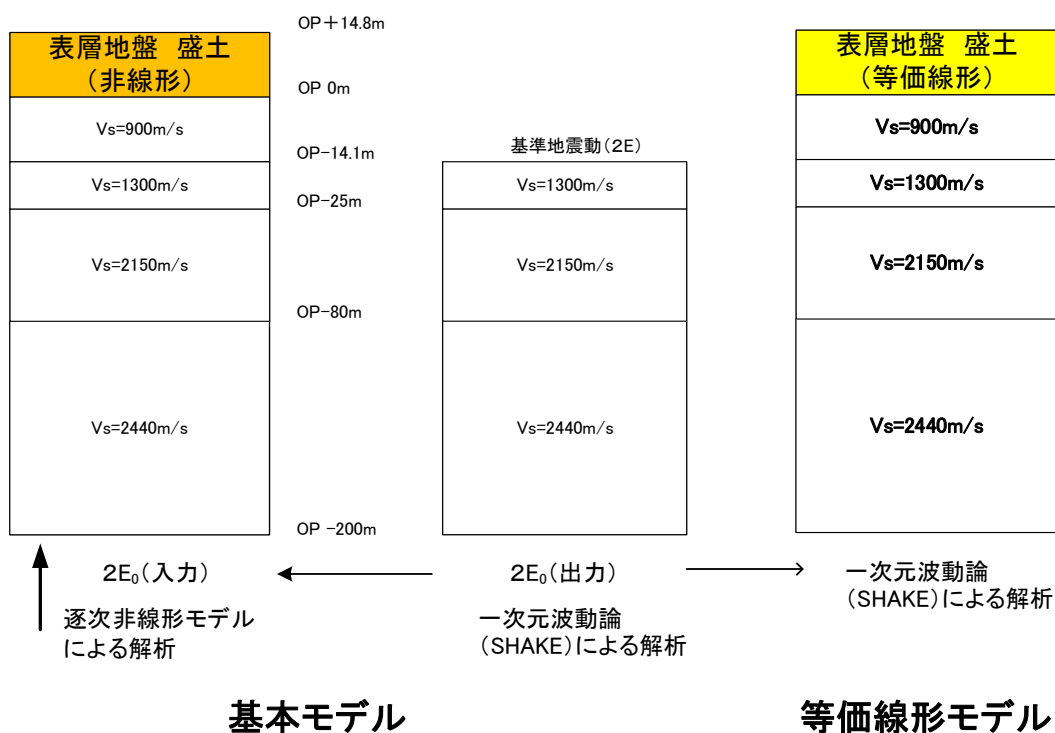 表層地盤 盛土
(非線形)
Vs=900m/s
Vs=1300m/s
Vs=2150m/s
Vs=2440m/s
OP+14.8m
OP 0m
OP-14.1m
OP-25m
OP-80m
OP -200m
基準地震動(2E)
Vs=1300m/s
Vs=2150m/s
Vs=2440m/s
表層地盤 盛土
(等価線形)
Vs=900m/s
Vs=1300m/s
Vs=2150m/s
Vs=2440m/s
2E₀(入力)
逐次非線形モデル
による解析
2E₀(出力)
一次元波動論
(SHAKE)による解析
一次元波動論
(SHAKE)による解析
基本モデル
等価線形モデル